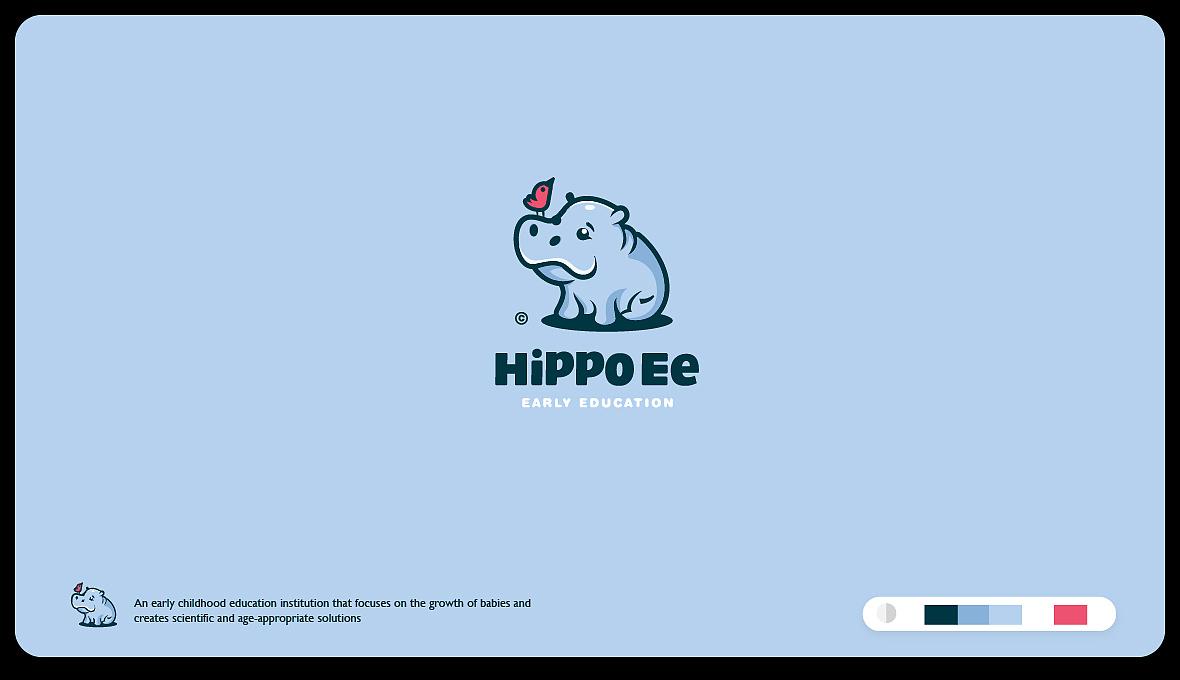 ©
Hippo Ee
EARLY EDUCATION
An early childhood education institution that focuses on the growth of babies and
creates scientific and age-appropriate solutions